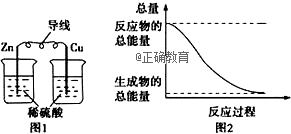 导线
Zn
Cu
稀硫酸
图1
总量
反应物的
总能量
@正确教育
生成物的
总能量
反应过程
图2